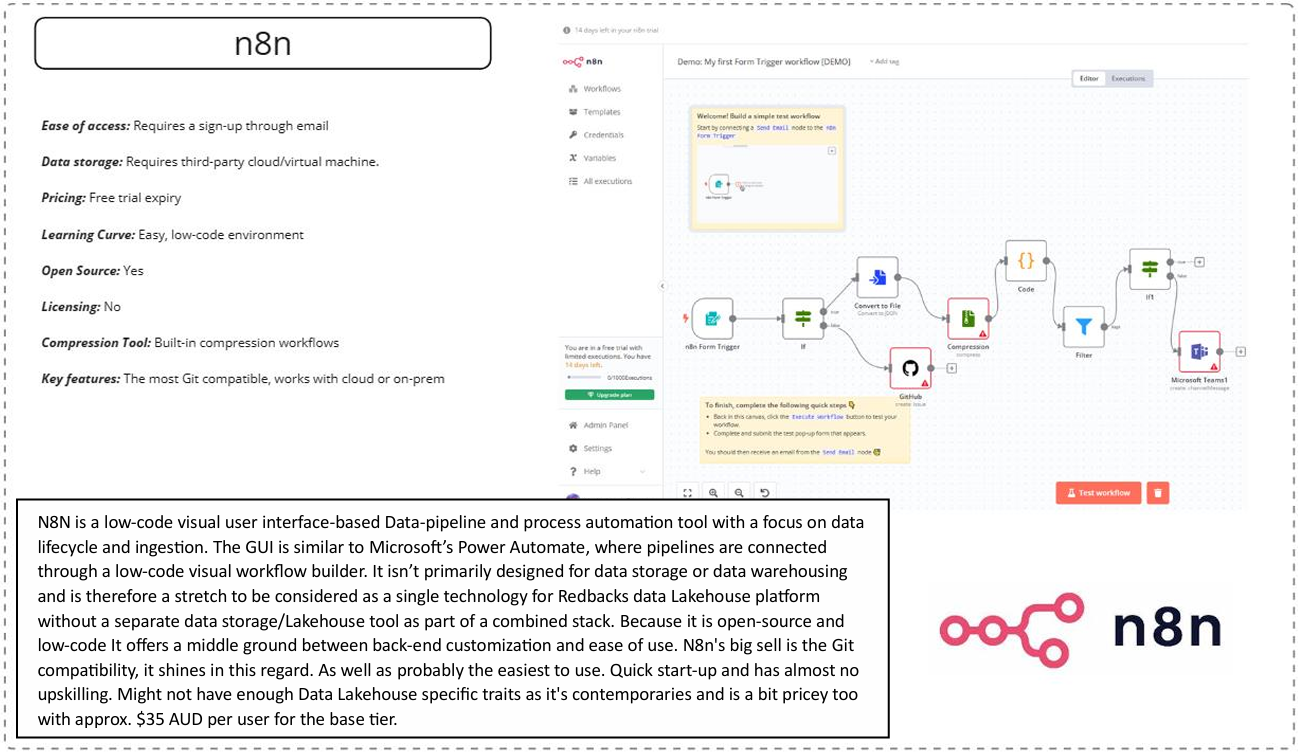 n8n
Ease of access: Requires a sign-up through email
Data storage: Requires third-party cloud/virtual machine.
Pricing: Free trial expiry
Learning Curve: Easy, low-code environment
Open Source: Yes
Licensing: No
Compression Tool: Built-in compression workflows
Key features: The most Git compatible, works with cloud or on-prem
14 days left in your n8n trial
n8n
Workflows
Templates
Credentials
Variables
All executions
You are in a free trial with
limited executions. You have
14 days left.
0/1000Executions
Upgrade plan
Admin Panel
Settings
Help
Demo: My first Form Trigger workflow [DEMO]
+ Add tag
Editor
Executions
Welcome! Build a simple test workflow
Start by connecting a Send Email node to the n8n
Form Trigger
n8n Form Trigger
n8n Form Trigger
If
true
false
Convert to File
Convert to JSON
GitHub
create: issue
Compression
compress
Code
Filter
kept
If1
true
false
Microsoft Teams1
create: channelMessage
To finish, complete the following quick steps 👇
• Back in this canvas, click the Execute Workflow button to test your
workflow.
• Complete and submit the test pop-up form that appears.
You should then receive an email from the Send Email node
Test workflow
N8N is a low-code visual user interface-based Data-pipeline and process automation tool with a focus on data
lifecycle and ingestion. The GUI is similar to Microsoft’s Power Automate, where pipelines are connected
through a low-code visual workflow builder. It isn’t primarily designed for data storage or data warehousing
and is therefore a stretch to be considered as a single technology for Redbacks data Lakehouse platform
without a separate data storage/Lakehouse tool as part of a combined stack. Because it is open-source and
low-code It offers a middle ground between back-end customization and ease of use. N8n's big sell is the Git
compatibility, it shines in this regard. As well as probably the easiest to use. Quick start-up and has almost no
upskilling. Might not have enough Data Lakehouse specific traits as it's contemporaries and is a bit pricey too
with approx. $35 AUD per user for the base tier.
n8n